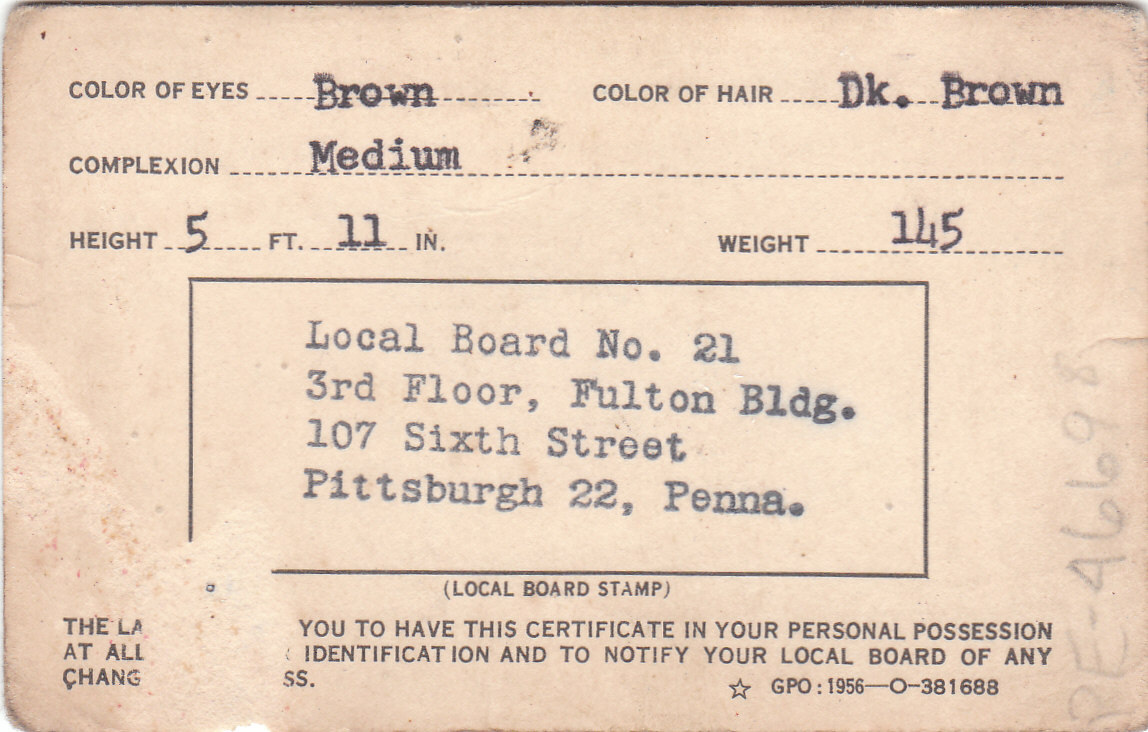 COLOR OF EYES Brown COLOR OF HAIR Dk. Brown
COMPLEXION Medium
HEIGHT 5 FT. 11 IN. WEIGHT 145
Local Board No. 21
3rd Floor, Fulton Bldg.
107 Sixth Street
Pittsburgh 22, Penna.
(LOCAL BOARD STAMP)
THE LA YOU TO HAVE THIS CERTIFICATE IN YOUR PERSONAL POSSESSION
AT ALL IDENTIFICATION AND TO NOTIFY YOUR LOCAL BOARD OF ANY
CHANG SS.
☆ GPO : 1956—O—381688